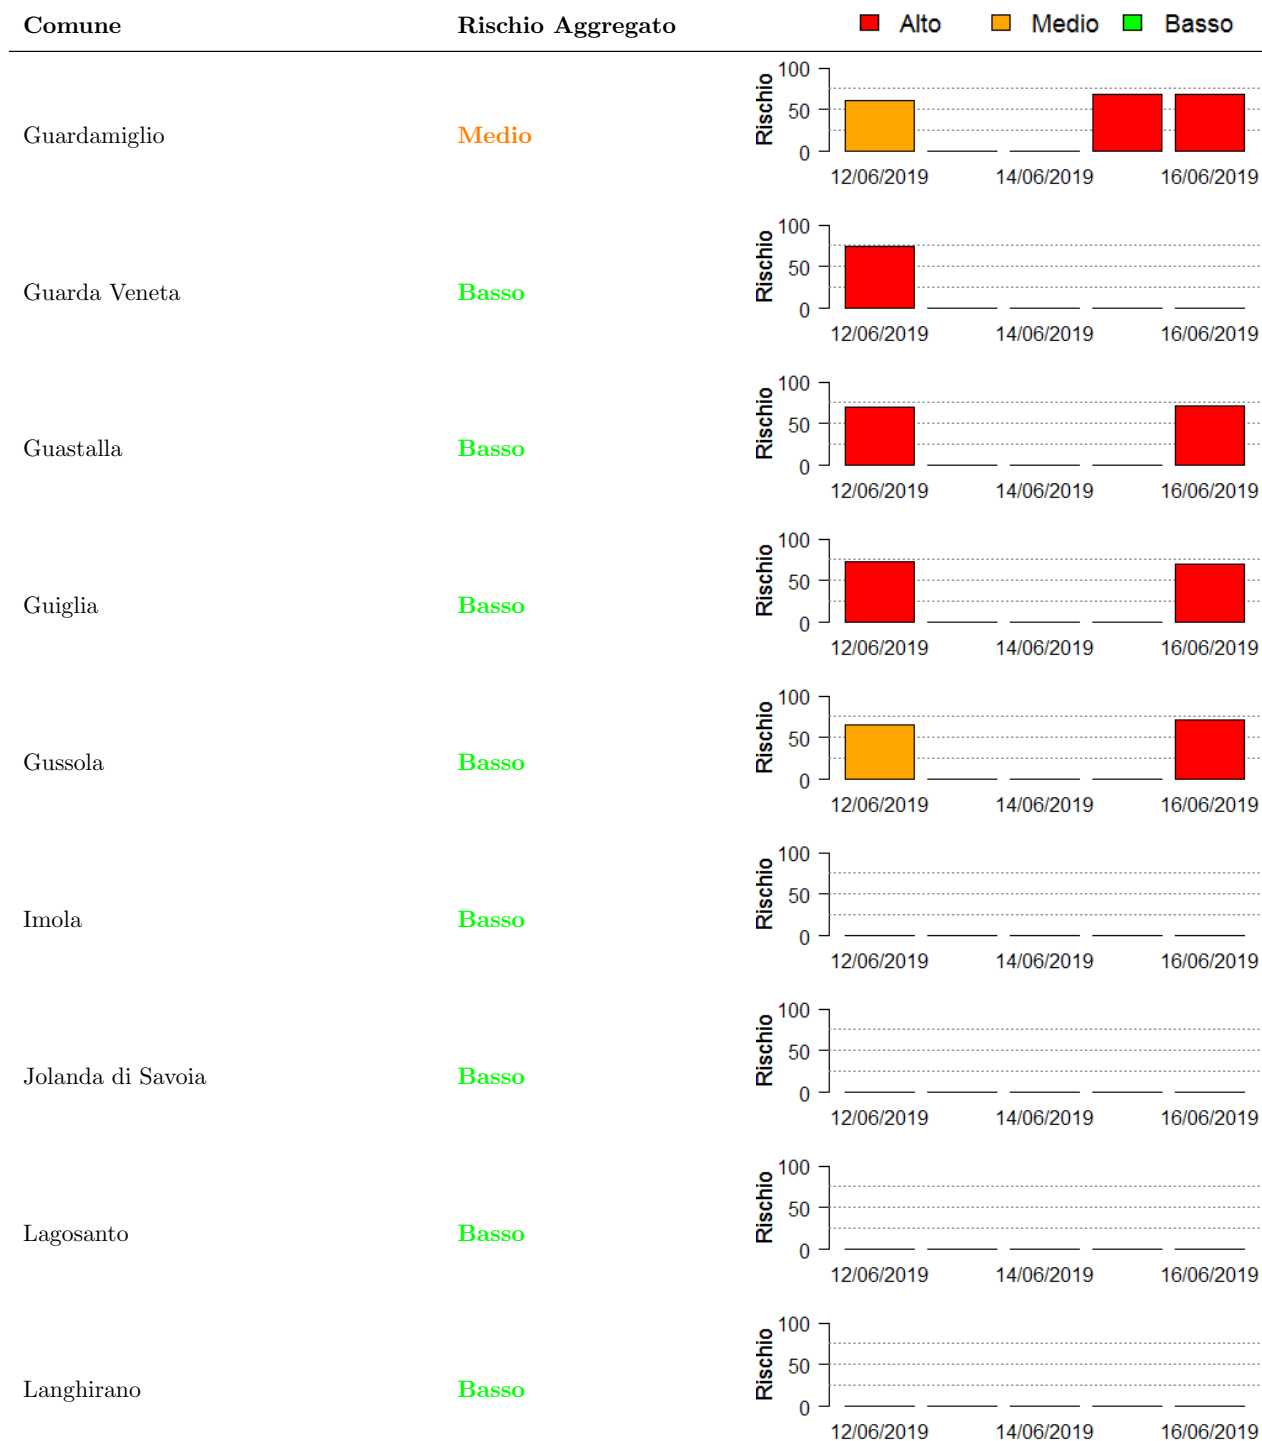 Comune Rischio Aggregato Alto Medio Basso
Guardamiglio Medio Rischio 100 50 0
12/06/2019 14/06/2019 16/06/2019
Guarda Veneta Basso Rischio 100 50 0
12/06/2019 14/06/2019 16/06/2019
Guastalla Basso Rischio 100 50 0
12/06/2019 14/06/2019 16/06/2019
Guiglia Basso Rischio 100 50 0
12/06/2019 14/06/2019 16/06/2019
Gussola Basso Rischio 100 50 0
12/06/2019 14/06/2019 16/06/2019
Imola Basso Rischio 100 50 0
12/06/2019 14/06/2019 16/06/2019
Jolanda di Savoia Basso Rischio 100 50 0
12/06/2019 14/06/2019 16/06/2019
Lagosanto Basso Rischio 100 50 0
12/06/2019 14/06/2019 16/06/2019
Langhirano Basso Rischio 100 50 0
12/06/2019 14/06/2019 16/06/2019